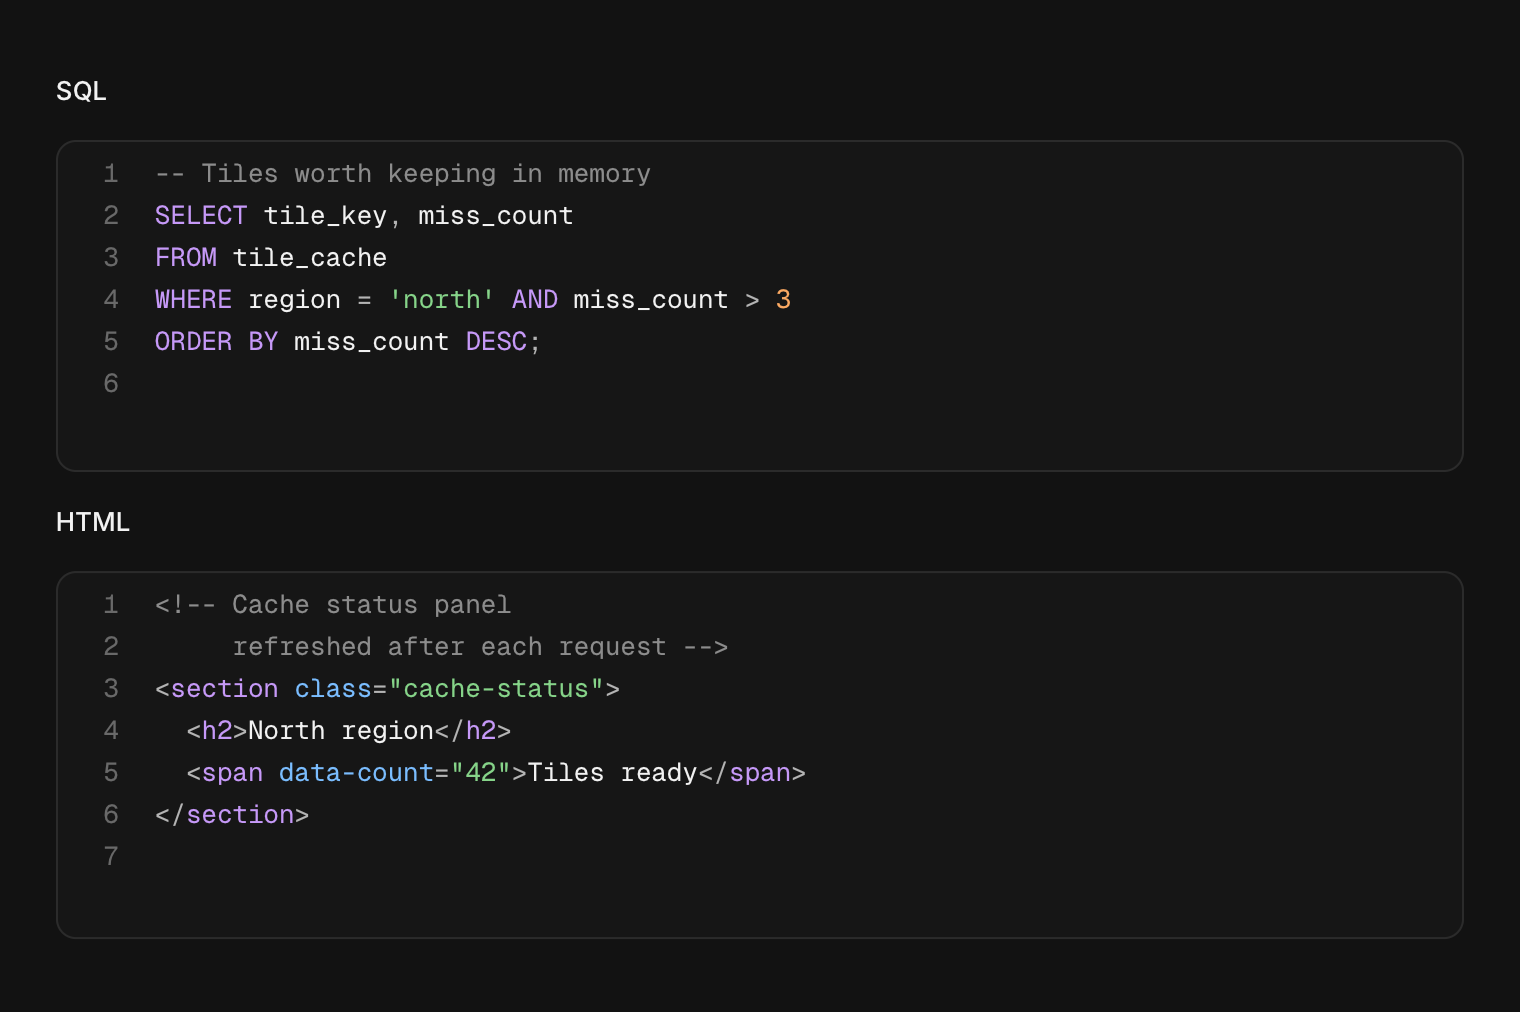 SQL
1 -- Tiles worth keeping in memory
2 SELECT tile_key, miss_count
3 FROM tile_cache
4 WHERE region = 'north' AND miss_count > 3
5 ORDER BY miss_count DESC;
6
HTML
1 <!-- Cache status panel
2      refreshed after each request -->
3 <section class="cache-status">
4   <h2>North region</h2>
5   <span data-count="42">Tiles ready</span>
6 </section>
7